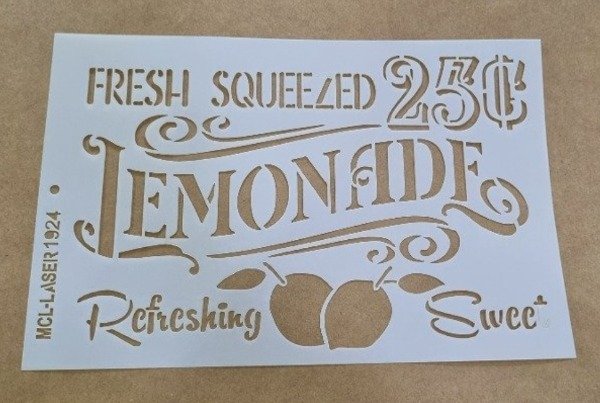 FRESH SQUEEZED 25¢
LEMONADE
Refreshing Sweet
MCL-LASER1924